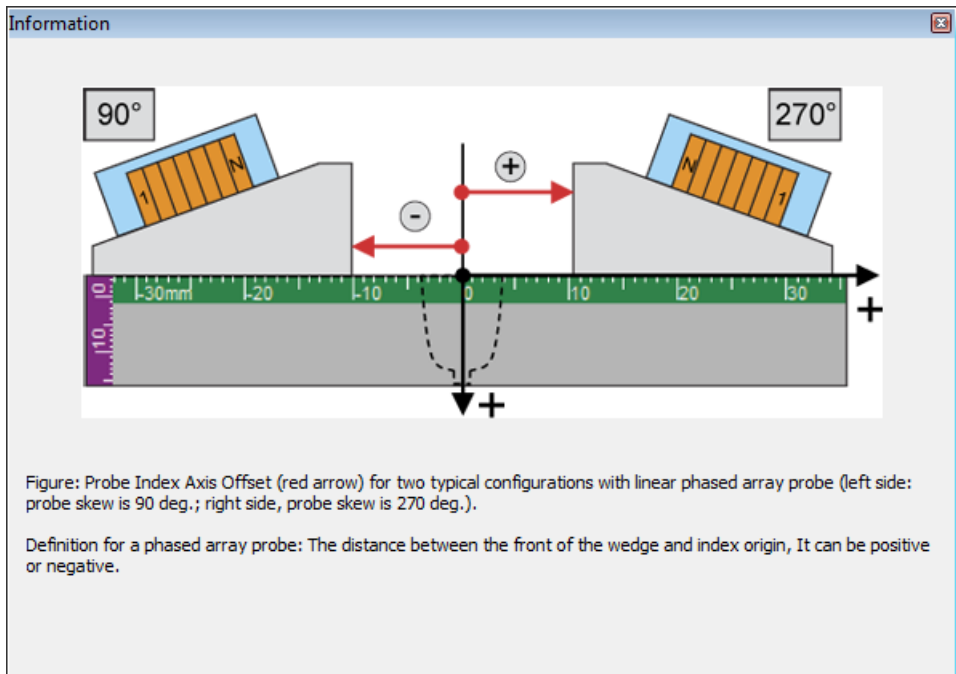 Information
90°
270°
+
-
N
1
N
1
0
-30mm
-20
-10
0
10
20
30
+
10
+
Figure: Probe Index Axis Offset (red arrow) for two typical configurations with linear phased array probe (left side:
probe skew is 90 deg.; right side, probe skew is 270 deg.).
Definition for a phased array probe: The distance between the front of the wedge and index origin, It can be positive
or negative.